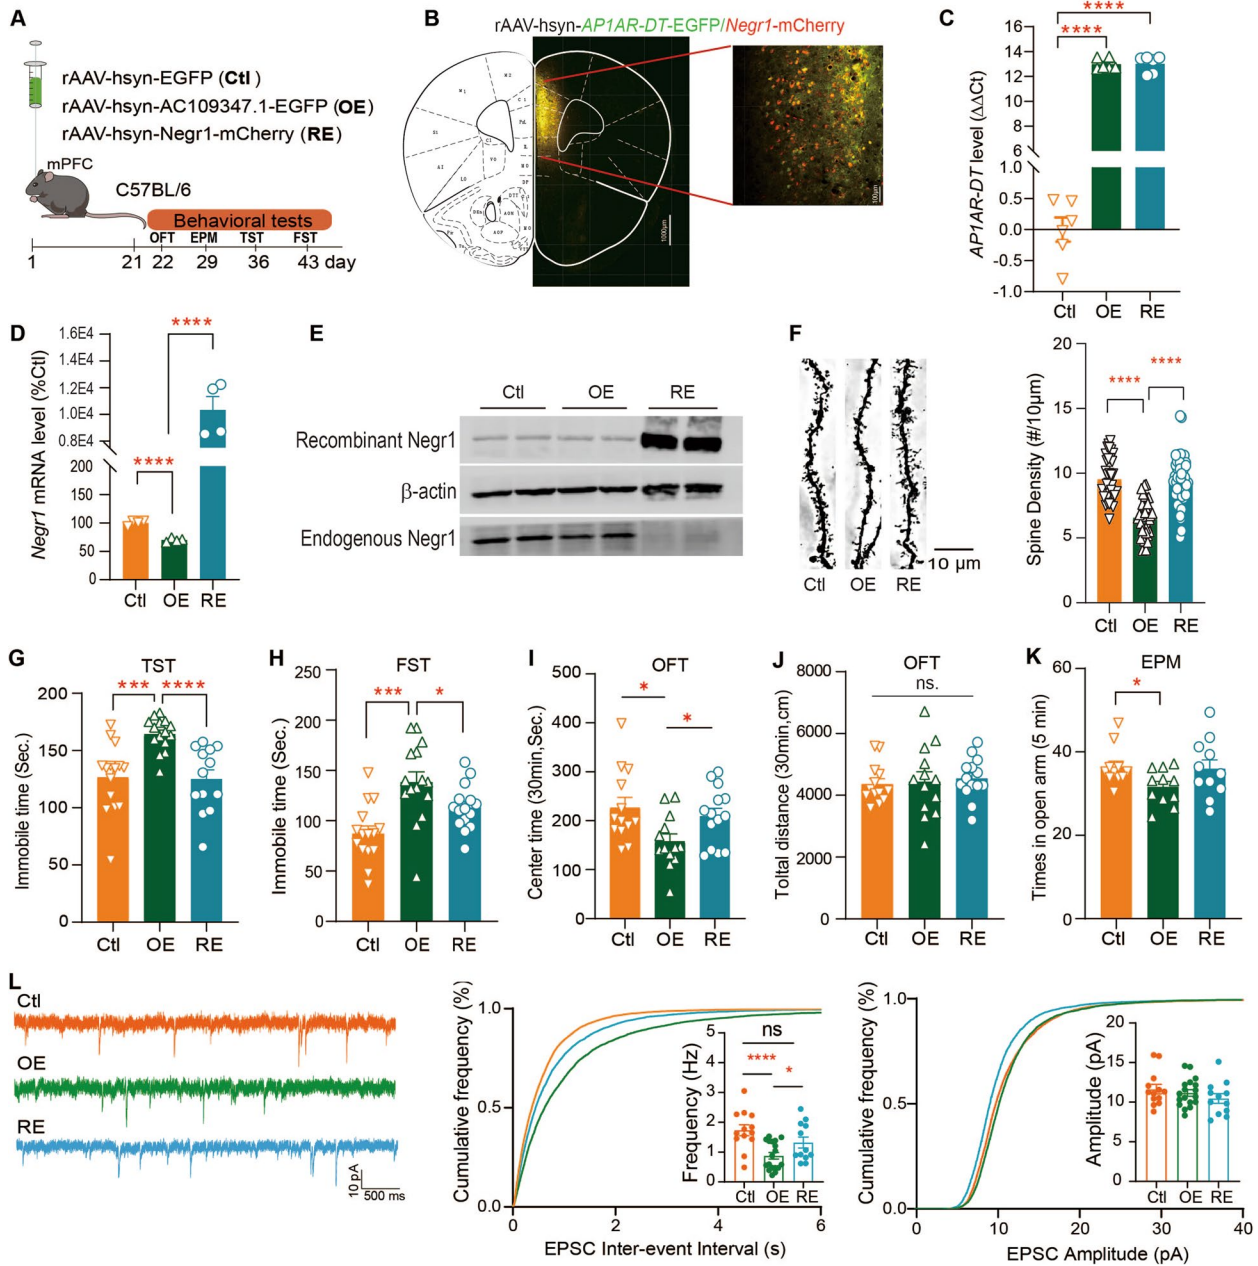 A
rAAV-hsyn-EGFP (Ctl )
rAAV-hsyn-AC109347.1-EGFP (OE)
rAAV-hsyn-Negr1-mCherry (RE)
mPFC
C57BL/6
Behavioral tests
OFT EPM TST FST
1 21 22 29 36 43 day
B
rAAV-hsyn-AP1AR-DT-EGFP/Negr1-mCherry
1000μm
100μm
C
AP1AR-DT level (ΔΔCt)
16
14
12
10
8
6
1.0
0.5
0.0
-0.5
-1.0
****
****
Ctl OE RE
D
Negr1 mRNA level (%Ctl)
1.6E4
1.4E4
1.2E4
1.0E4
0.8E4
200
150
100
50
0
****
****
Ctl OE RE
E
Ctl OE RE
Recombinant Negr1
β-actin
Endogenous Negr1
F
Ctl OE RE
10 μm
Spine Density (#/10μm)
20
15
10
5
0
**** ****
Ctl OE RE
G
TST
*** ****
Immobile time (Sec.)
200
150
100
50
0
Ctl OE RE
H
FST
*** *
Immobile time (Sec.)
250
200
150
100
50
0
Ctl OE RE
I
OFT
* *
Center time (30min,Sec.)
500
400
300
200
100
0
Ctl OE RE
J
OFT
ns.
Toltal distance (30min,cm)
8000
6000
4000
2000
0
Ctl OE RE
K
EPM
*
Times in open arm (5 min)
60
40
20
0
Ctl OE RE
L
Ctl
OE
RE
10 pA
500 ms
Cumulative frequency (%)
1.0
0.5
0.0
0 2 4 6
EPSC Inter-event Interval (s)
Frequency (Hz)
5
4
3
2
1
0
ns
****
*
Ctl OE RE
Cumulative frequency (%)
1.0
0.5
0.0
0 10 20 30 40
EPSC Amplitude (pA)
Amplitude (pA)
20
15
10
5
0
Ctl OE RE